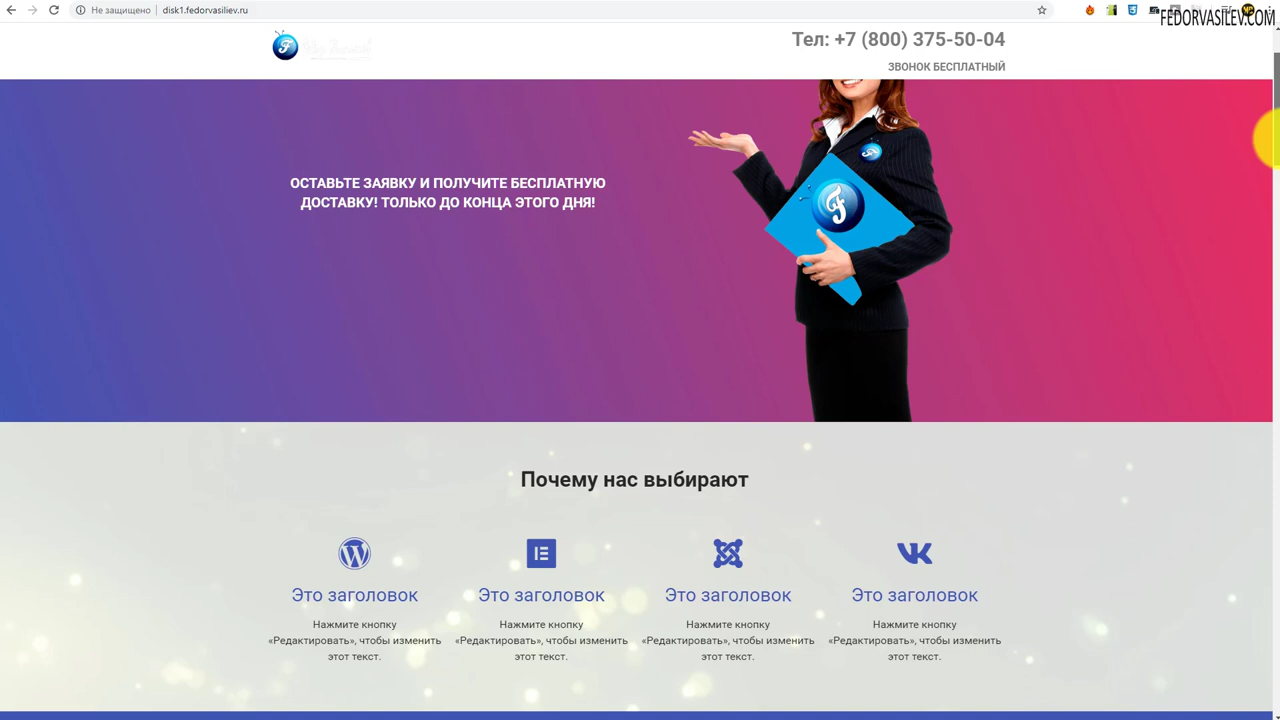 Не защищено
disk1.fedorvasiliev.ru
FEDORVASILEV.COM
Тел: +7 (800) 375-50-04
ЗВОНОК БЕСПЛАТНЫЙ
ОСТАВЬТЕ ЗАЯВКУ И ПОЛУЧИТЕ БЕСПЛАТНУЮ
ДОСТАВКУ! ТОЛЬКО ДО КОНЦА ЭТОГО ДНЯ!
Почему нас выбирают
Это заголовок
Нажмите кнопку
«Редактировать», чтобы изменить
этот текст.
Это заголовок
Нажмите кнопку
«Редактировать», чтобы изменить
этот текст.
Это заголовок
Нажмите кнопку
«Редактировать», чтобы изменить
этот текст.
Это заголовок
Нажмите кнопку
«Редактировать», чтобы изменить
этот текст.